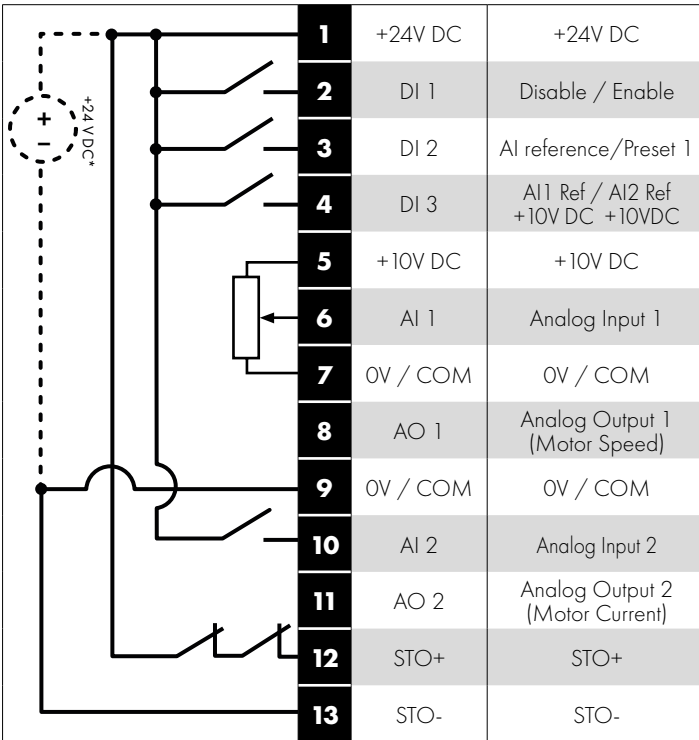 1 +24V DC +24V DC
2 DI 1 Disable / Enable
+ +24 V DC*
–
3 DI 2 AI reference/Preset 1
4 DI 3 AI1 Ref / AI2 Ref
+10V DC +10VDC
5 +10V DC +10V DC
6 AI 1 Analog Input 1
7 0V / COM 0V / COM
8 AO 1 Analog Output 1
(Motor Speed)
9 0V / COM 0V / COM
10 AI 2 Analog Input 2
11 AO 2 Analog Output 2
(Motor Current)
12 STO+ STO+
13 STO- STO-